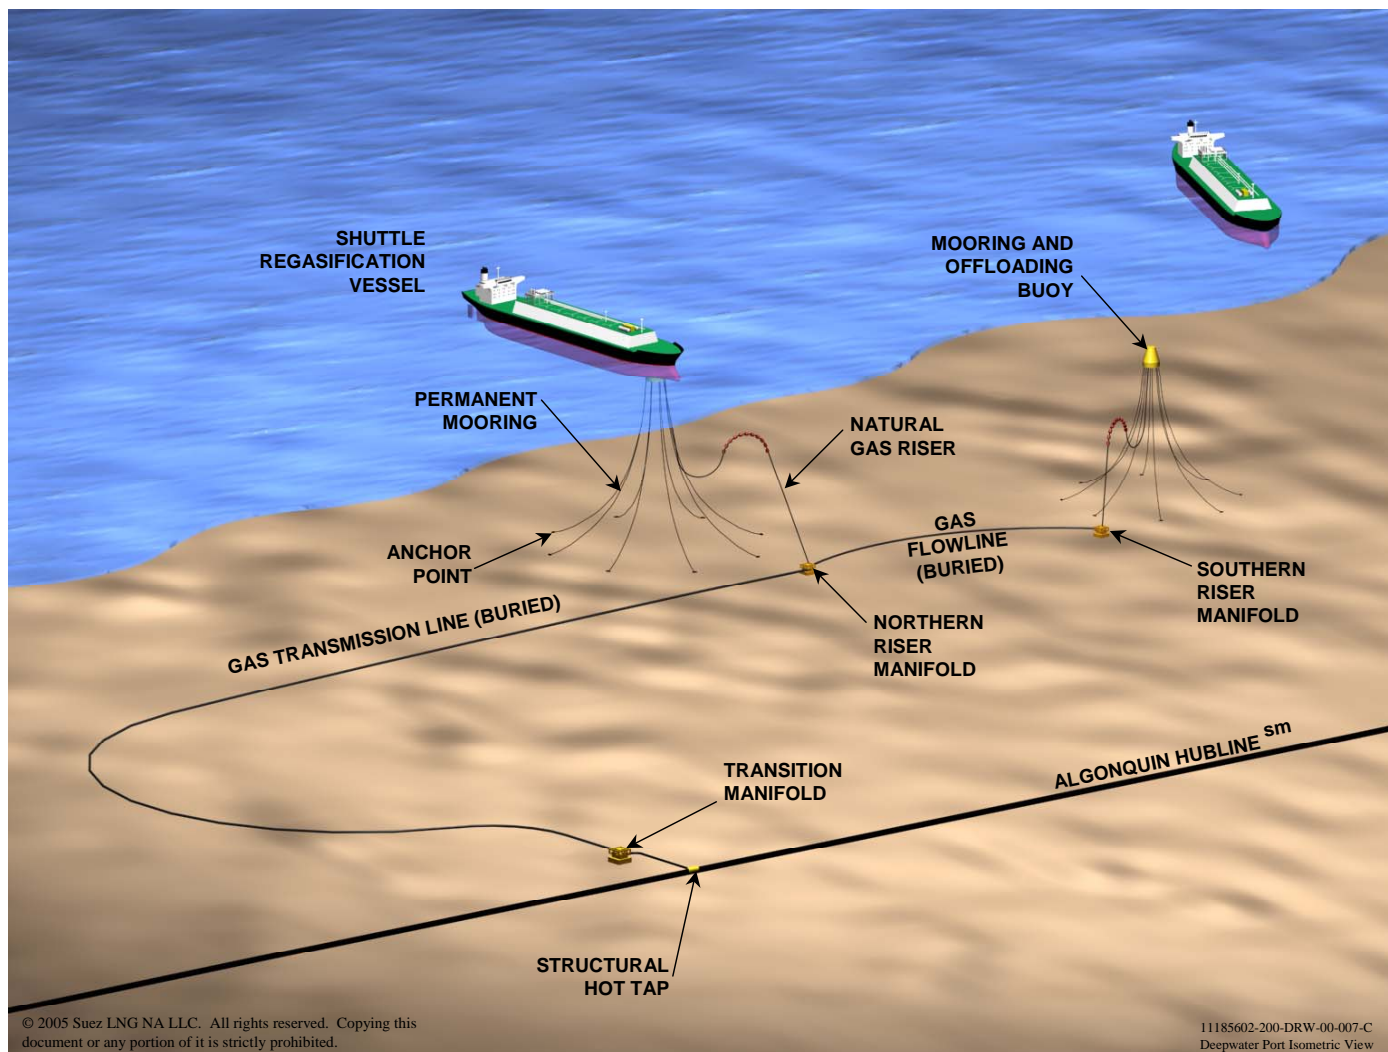 SHUTTLE
REGASIFICATION
VESSEL
MOORING AND
OFFLOADING
BUOY
PERMANENT
MOORING
NATURAL
GAS RISER
ANCHOR
POINT
GAS
FLOWLINE
(BURIED)
SOUTHERN
RISER
MANIFOLD
GAS TRANSMISSION LINE (BURIED)
NORTHERN
RISER
MANIFOLD
ALGONQUIN HUBLINE sm
TRANSITION
MANIFOLD
STRUCTURAL
HOT TAP
© 2005 Suez LNG NA LLC. All rights reserved. Copying this
document or any portion of it is strictly prohibited.
11185602-200-DRW-00-007-C
Deepwater Port Isometric View